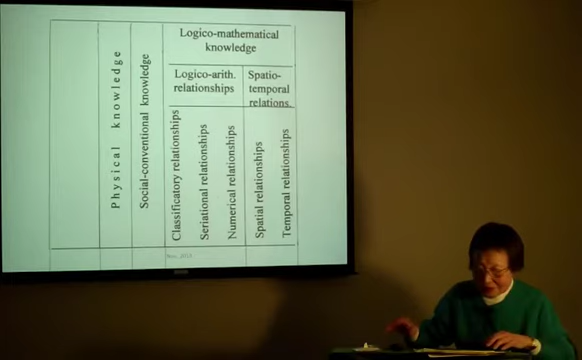 Physical knowledge
Social-conventional knowledge
Logico-mathematical
knowledge
Logico-arith.
relationships
Spatio-
temporal
relations.
Classificatory relationships
Seriational relationships
Numerical relationships
Spatial relationships
Temporal relationships